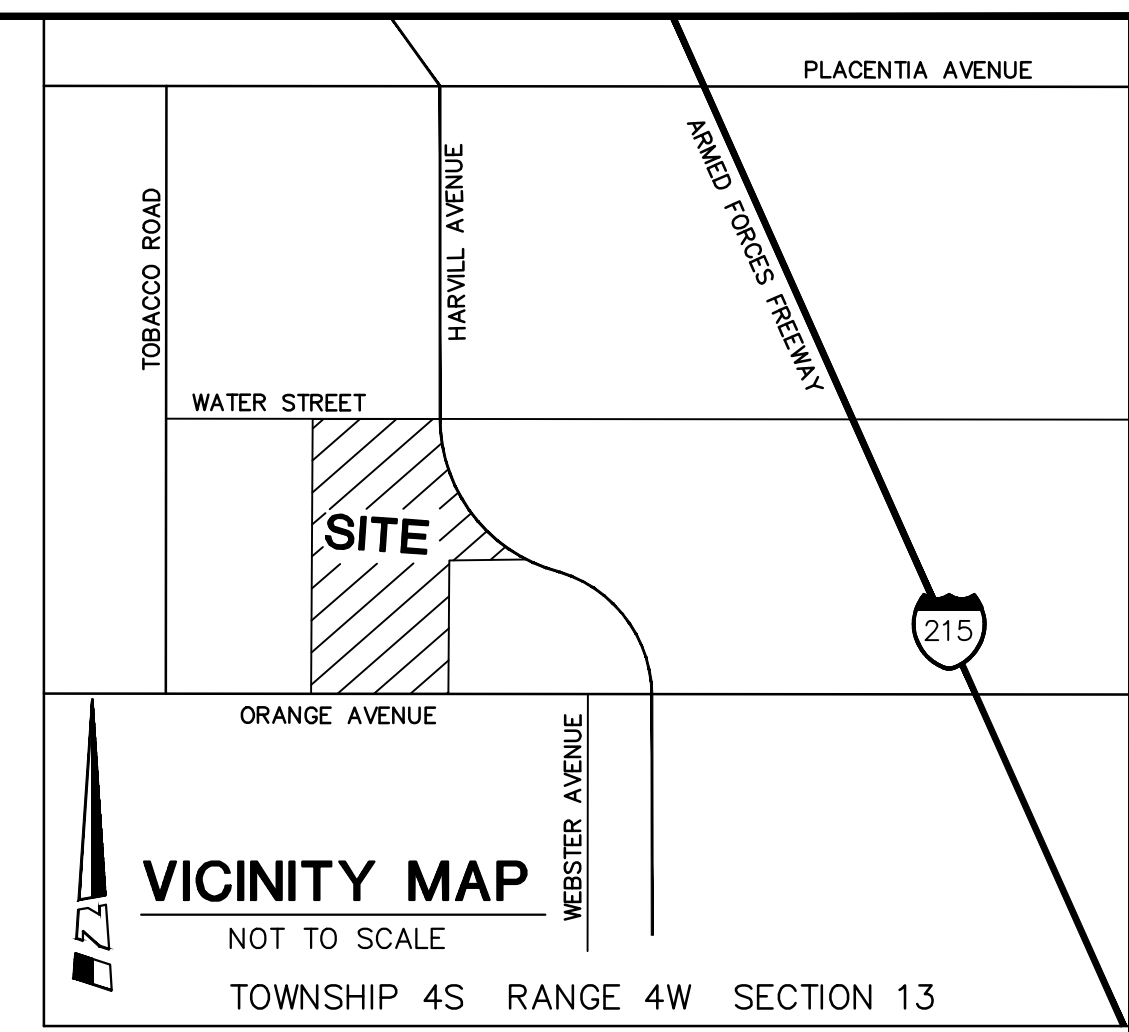 PLACENTIA AVENUE
ARMED FORCES FREEWAY
HARVILL AVENUE
TOBACCO ROAD
WATER STREET
SITE
215
ORANGE AVENUE
WEBSTER AVENUE
N
VICINITY MAP
NOT TO SCALE
TOWNSHIP 4S RANGE 4W SECTION 13